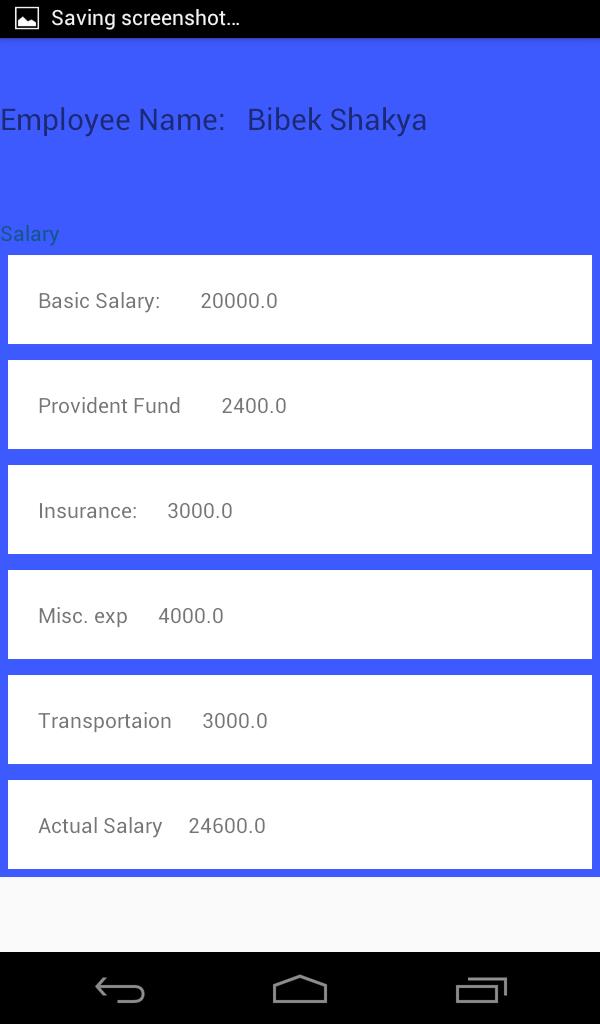 Saving screenshot...
Employee Name: Bibek Shakya
Salary
Basic Salary: 20000.0
Provident Fund 2400.0
Insurance: 3000.0
Misc. exp 4000.0
Transportaion 3000.0
Actual Salary 24600.0